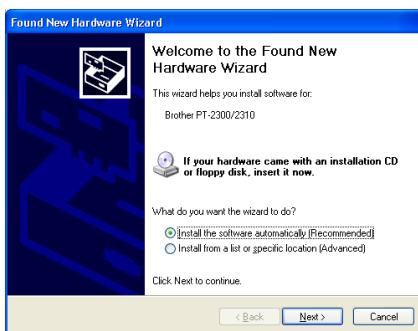 Found New Hardware Wizard
Welcome to the Found New
Hardware Wizard
This wizard helps you install software for:
Brother PT-2300/2310
If your hardware came with an installation CD
or floppy disk, insert it now.
What do you want the wizard to do?
Install the software automatically (Recommended)
Install from a list or specific location (Advanced)
Click Next to continue.
< Back Next > Cancel